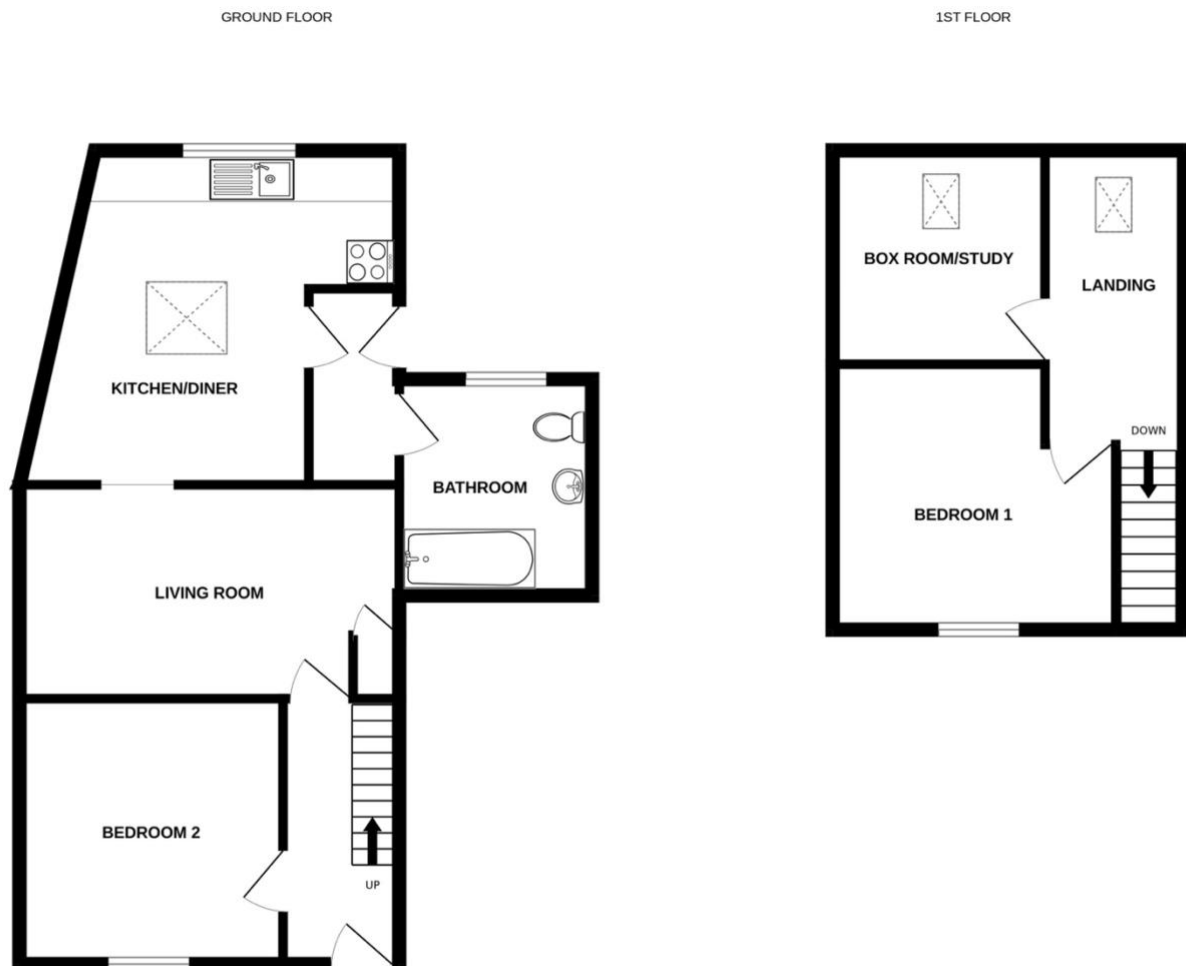 GROUND FLOOR
1ST FLOOR
KITCHEN/DINER
BATHROOM
LIVING ROOM
BEDROOM 2
UP
BOX ROOM/STUDY
LANDING
DOWN
BEDROOM 1